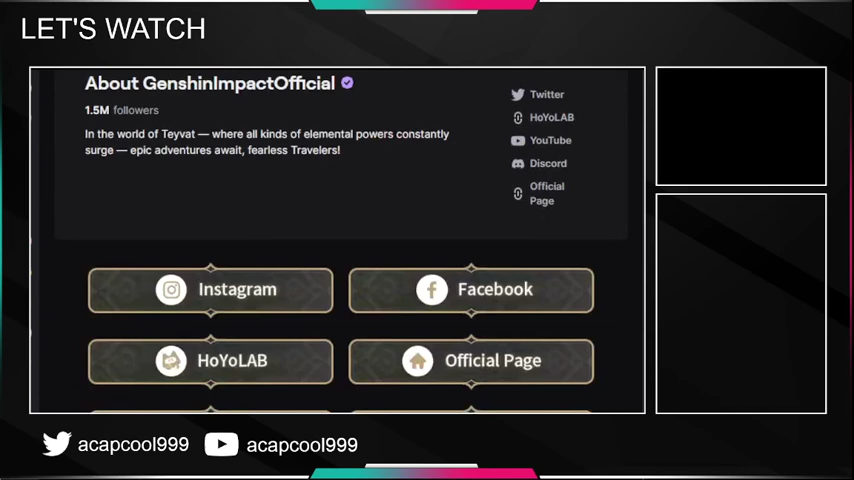 LET'S WATCH
About GenshinImpactOfficial
1.5M followers
In the world of Teyvat — where all kinds of elemental powers constantly
surge — epic adventures await, fearless Travelers!
Twitter
HoYoLAB
YouTube
Discord
Official
Page
Instagram
Facebook
HoYoLAB
Official Page
acapcool999
acapcool999